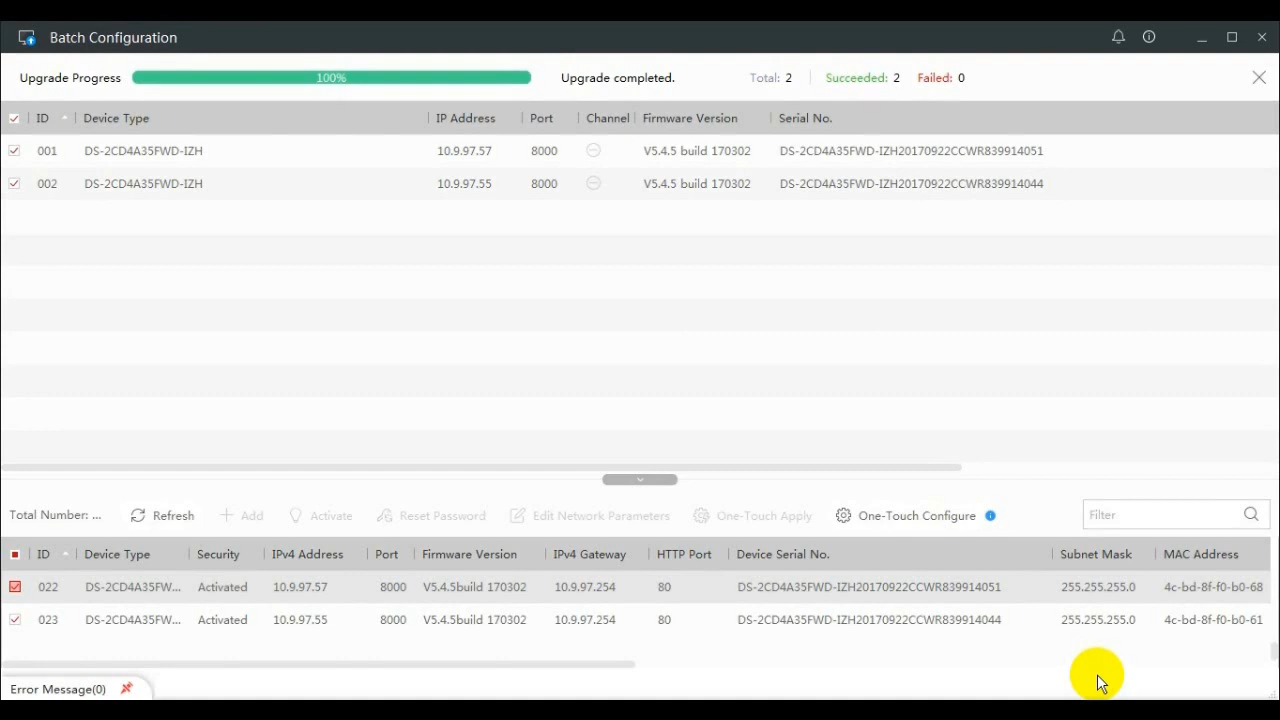 Batch Configuration
Upgrade Progress 100% Upgrade completed. Total: 2 Succeeded: 2 Failed: 0
ID Device Type IP Address Port Channel Firmware Version Serial No.
001 DS-2CD4A35FWD-IZH 10.9.97.57 8000 V5.4.5 build 170302 DS-2CD4A35FWD-IZH20170922CCWR839914051
002 DS-2CD4A35FWD-IZH 10.9.97.55 8000 V5.4.5 build 170302 DS-2CD4A35FWD-IZH20170922CCWR839914044
Total Number: ... Refresh Add Activate Reset Password Edit Network Parameters One-Touch Apply One-Touch Configure Filter
ID Device Type Security IPv4 Address Port Firmware Version IPv4 Gateway HTTP Port Device Serial No. Subnet Mask MAC Address
022 DS-2CD4A35FW... Activated 10.9.97.57 8000 V5.4.5build 170302 10.9.97.254 80 DS-2CD4A35FWD-IZH20170922CCWR839914051 255.255.255.0 4c-bd-8f-f0-b0-68
023 DS-2CD4A35FW... Activated 10.9.97.55 8000 V5.4.5build 170302 10.9.97.254 80 DS-2CD4A35FWD-IZH20170922CCWR839914044 255.255.255.0 4c-bd-8f-f0-b0-61
Error Message(0)